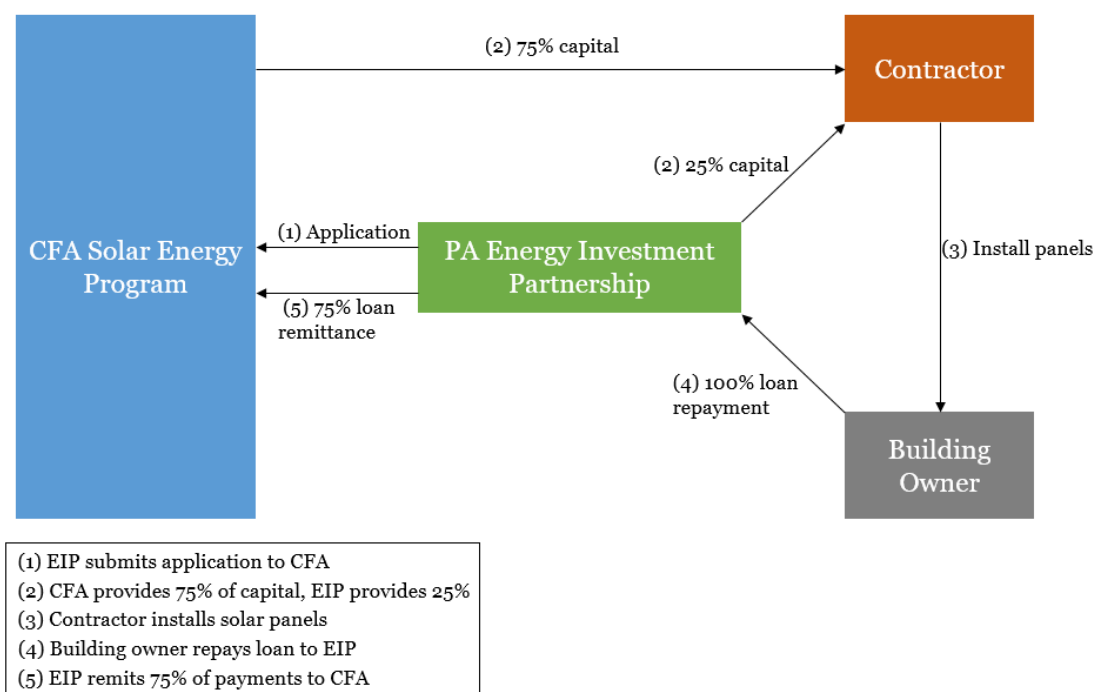 (2) 75% capital
Contractor
(2) 25% capital
CFA Solar Energy
Program
(1) Application
PA Energy Investment
Partnership
(3) Install panels
(5) 75% loan
remittance
(4) 100% loan
repayment
Building
Owner
(1) EIP submits application to CFA
(2) CFA provides 75% of capital, EIP provides 25%
(3) Contractor installs solar panels
(4) Building owner repays loan to EIP
(5) EIP remits 75% of payments to CFA